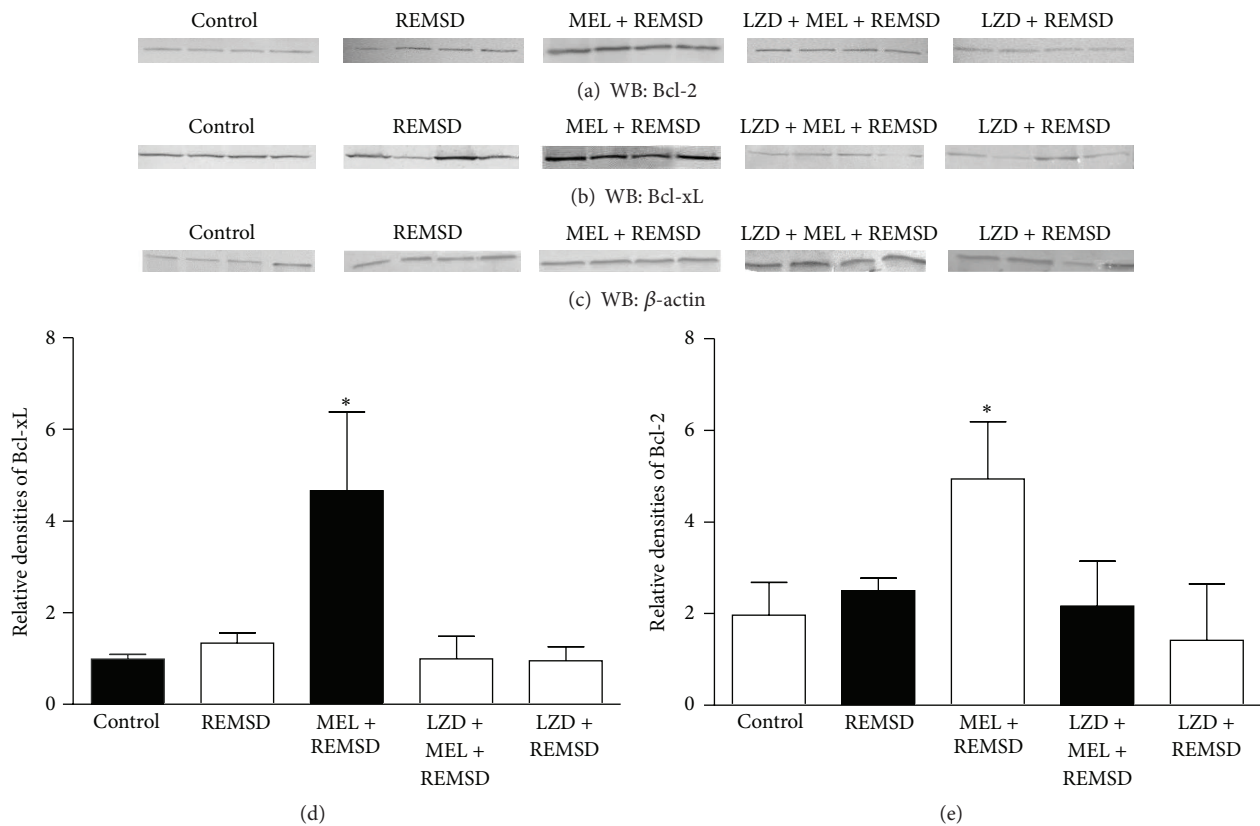 Control REMSD MEL + REMSD LZD + MEL + REMSD LZD + REMSD
(a) WB: Bcl-2
Control REMSD MEL + REMSD LZD + MEL + REMSD LZD + REMSD
(b) WB: Bcl-xL
Control REMSD MEL + REMSD LZD + MEL + REMSD LZD + REMSD
(c) WB: β-actin
Relative densities of Bcl-xL
8
6
4
2
0
*
Control
REMSD
MEL +
REMSD
LZD +
MEL +
REMSD
LZD +
REMSD
(d)
Relative densities of Bcl-2
8
6
4
2
0
*
Control
REMSD
MEL +
REMSD
LZD +
MEL +
REMSD
LZD +
REMSD
(e)